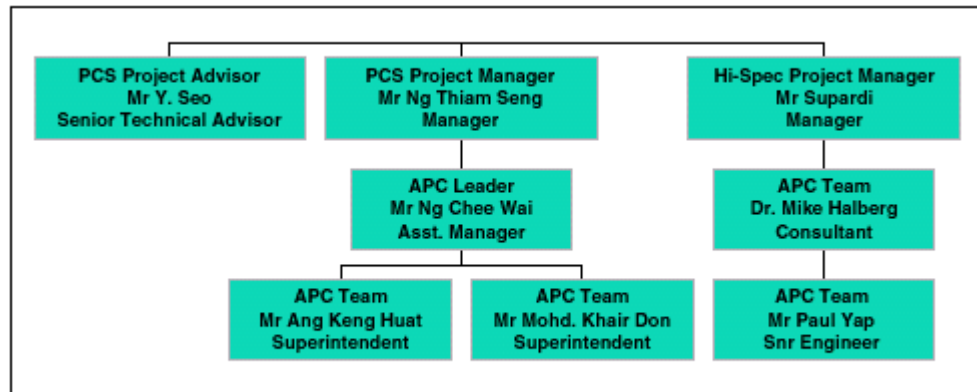 PCS Project Advisor
Mr Y. Seo
Senior Technical Advisor
PCS Project Manager
Mr Ng Thiam Seng
Manager
Hi-Spec Project Manager
Mr Supardi
Manager
APC Leader
Mr Ng Chee Wai
Asst. Manager
APC Team
Dr. Mike Halberg
Consultant
APC Team
Mr Ang Keng Huat
Superintendent
APC Team
Mr Mohd. Khair Don
Superintendent
APC Team
Mr Paul Yap
Snr Engineer